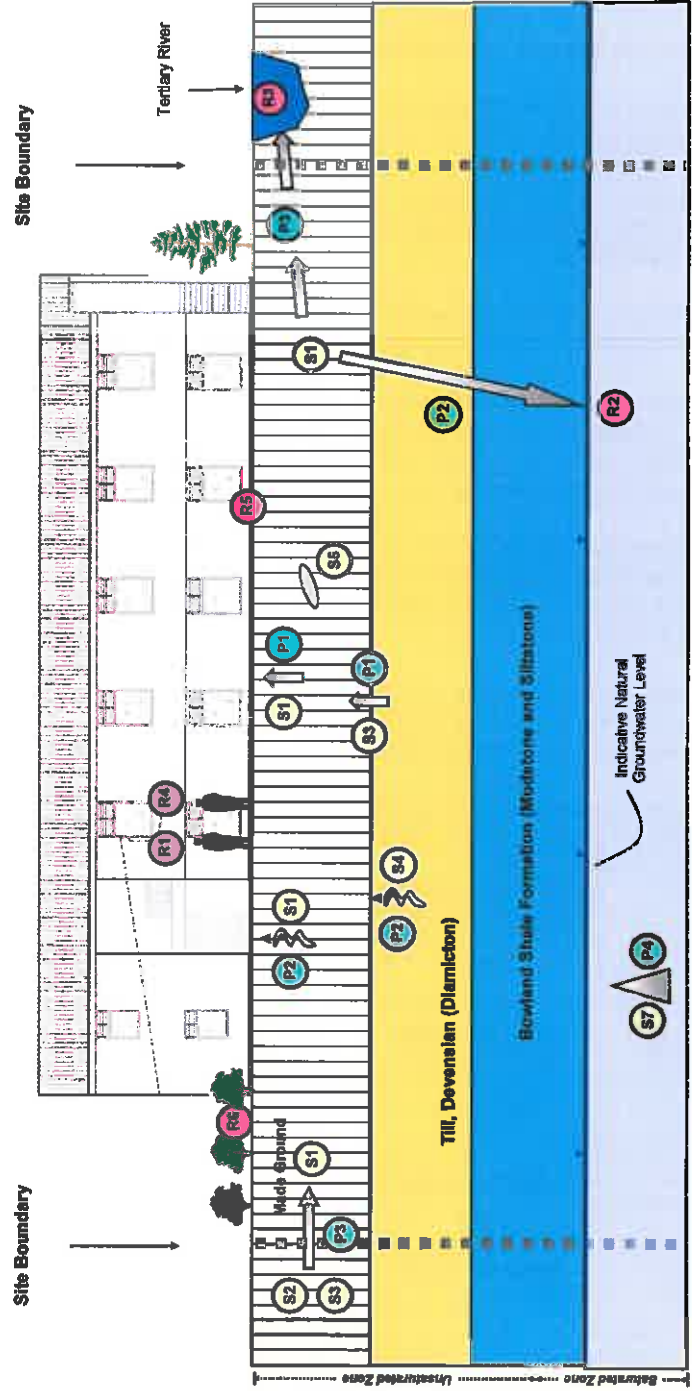 Site Boundary
Site Boundary
Tertiary River
R1
R4
R6
R5
R3
Made Ground
S2
S3
P3
S1
P2
S1
S1
P1
S3
P1
S5
S1
P3
P2
S4
P2
Till, Devensian (Diamicton)
Bowland Shale Formation (Mudstone and Siltstone)
Indicative Natural
Groundwater Level
S7
P4
R2
Unsaturated Zone
Saturated Zone